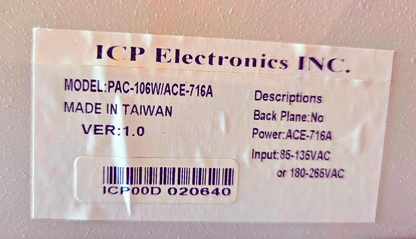 ICP Electronics INC.
MODEL:PAC-106W/ACE-716A
MADE IN TAIWAN
VER:1.0
ICP00D 020640
Descriptions
Back Plane:No
Power:ACE-716A
Input:85-135VAC
or 180-265VAC